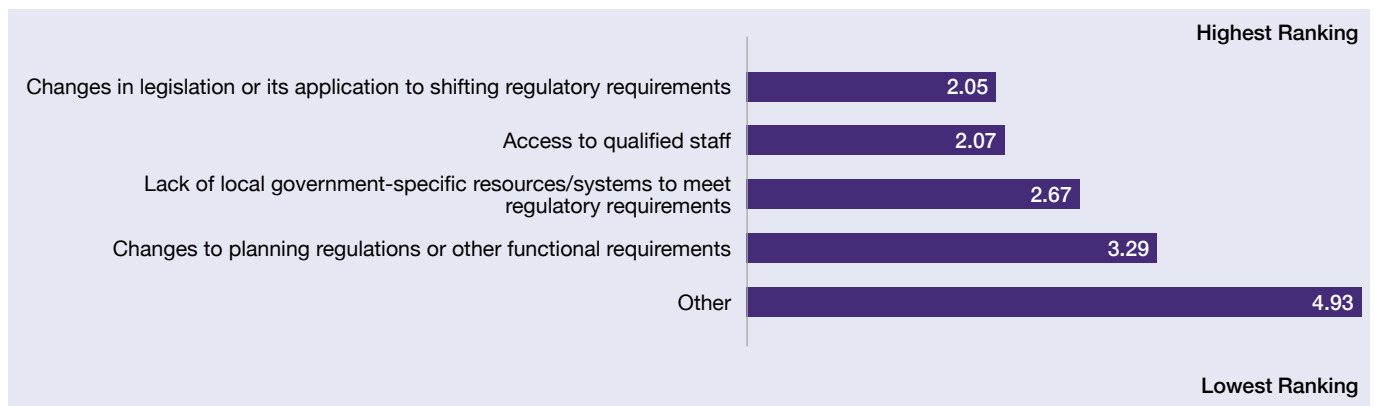 Highest Ranking
Changes in legislation or its application to shifting regulatory requirements
2.05
Access to qualified staff
2.07
Lack of local government-specific resources/systems to meet
regulatory requirements
2.67
Changes to planning regulations or other functional requirements
3.29
Other
4.93
Lowest Ranking